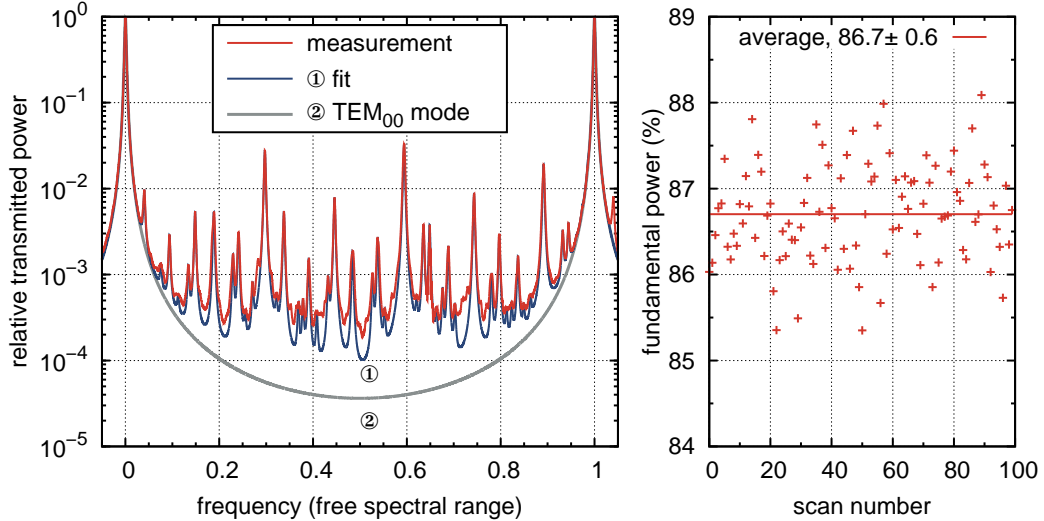 measurement
① fit
② TEM₀₀ mode
relative transmitted power
10⁰
10⁻¹
10⁻²
10⁻³
10⁻⁴
10⁻⁵
①
②
0 0.2 0.4 0.6 0.8 1
frequency (free spectral range)
average, 86.7± 0.6
fundamental power (%)
89
88
87
86
85
84
0 20 40 60 80 100
scan number